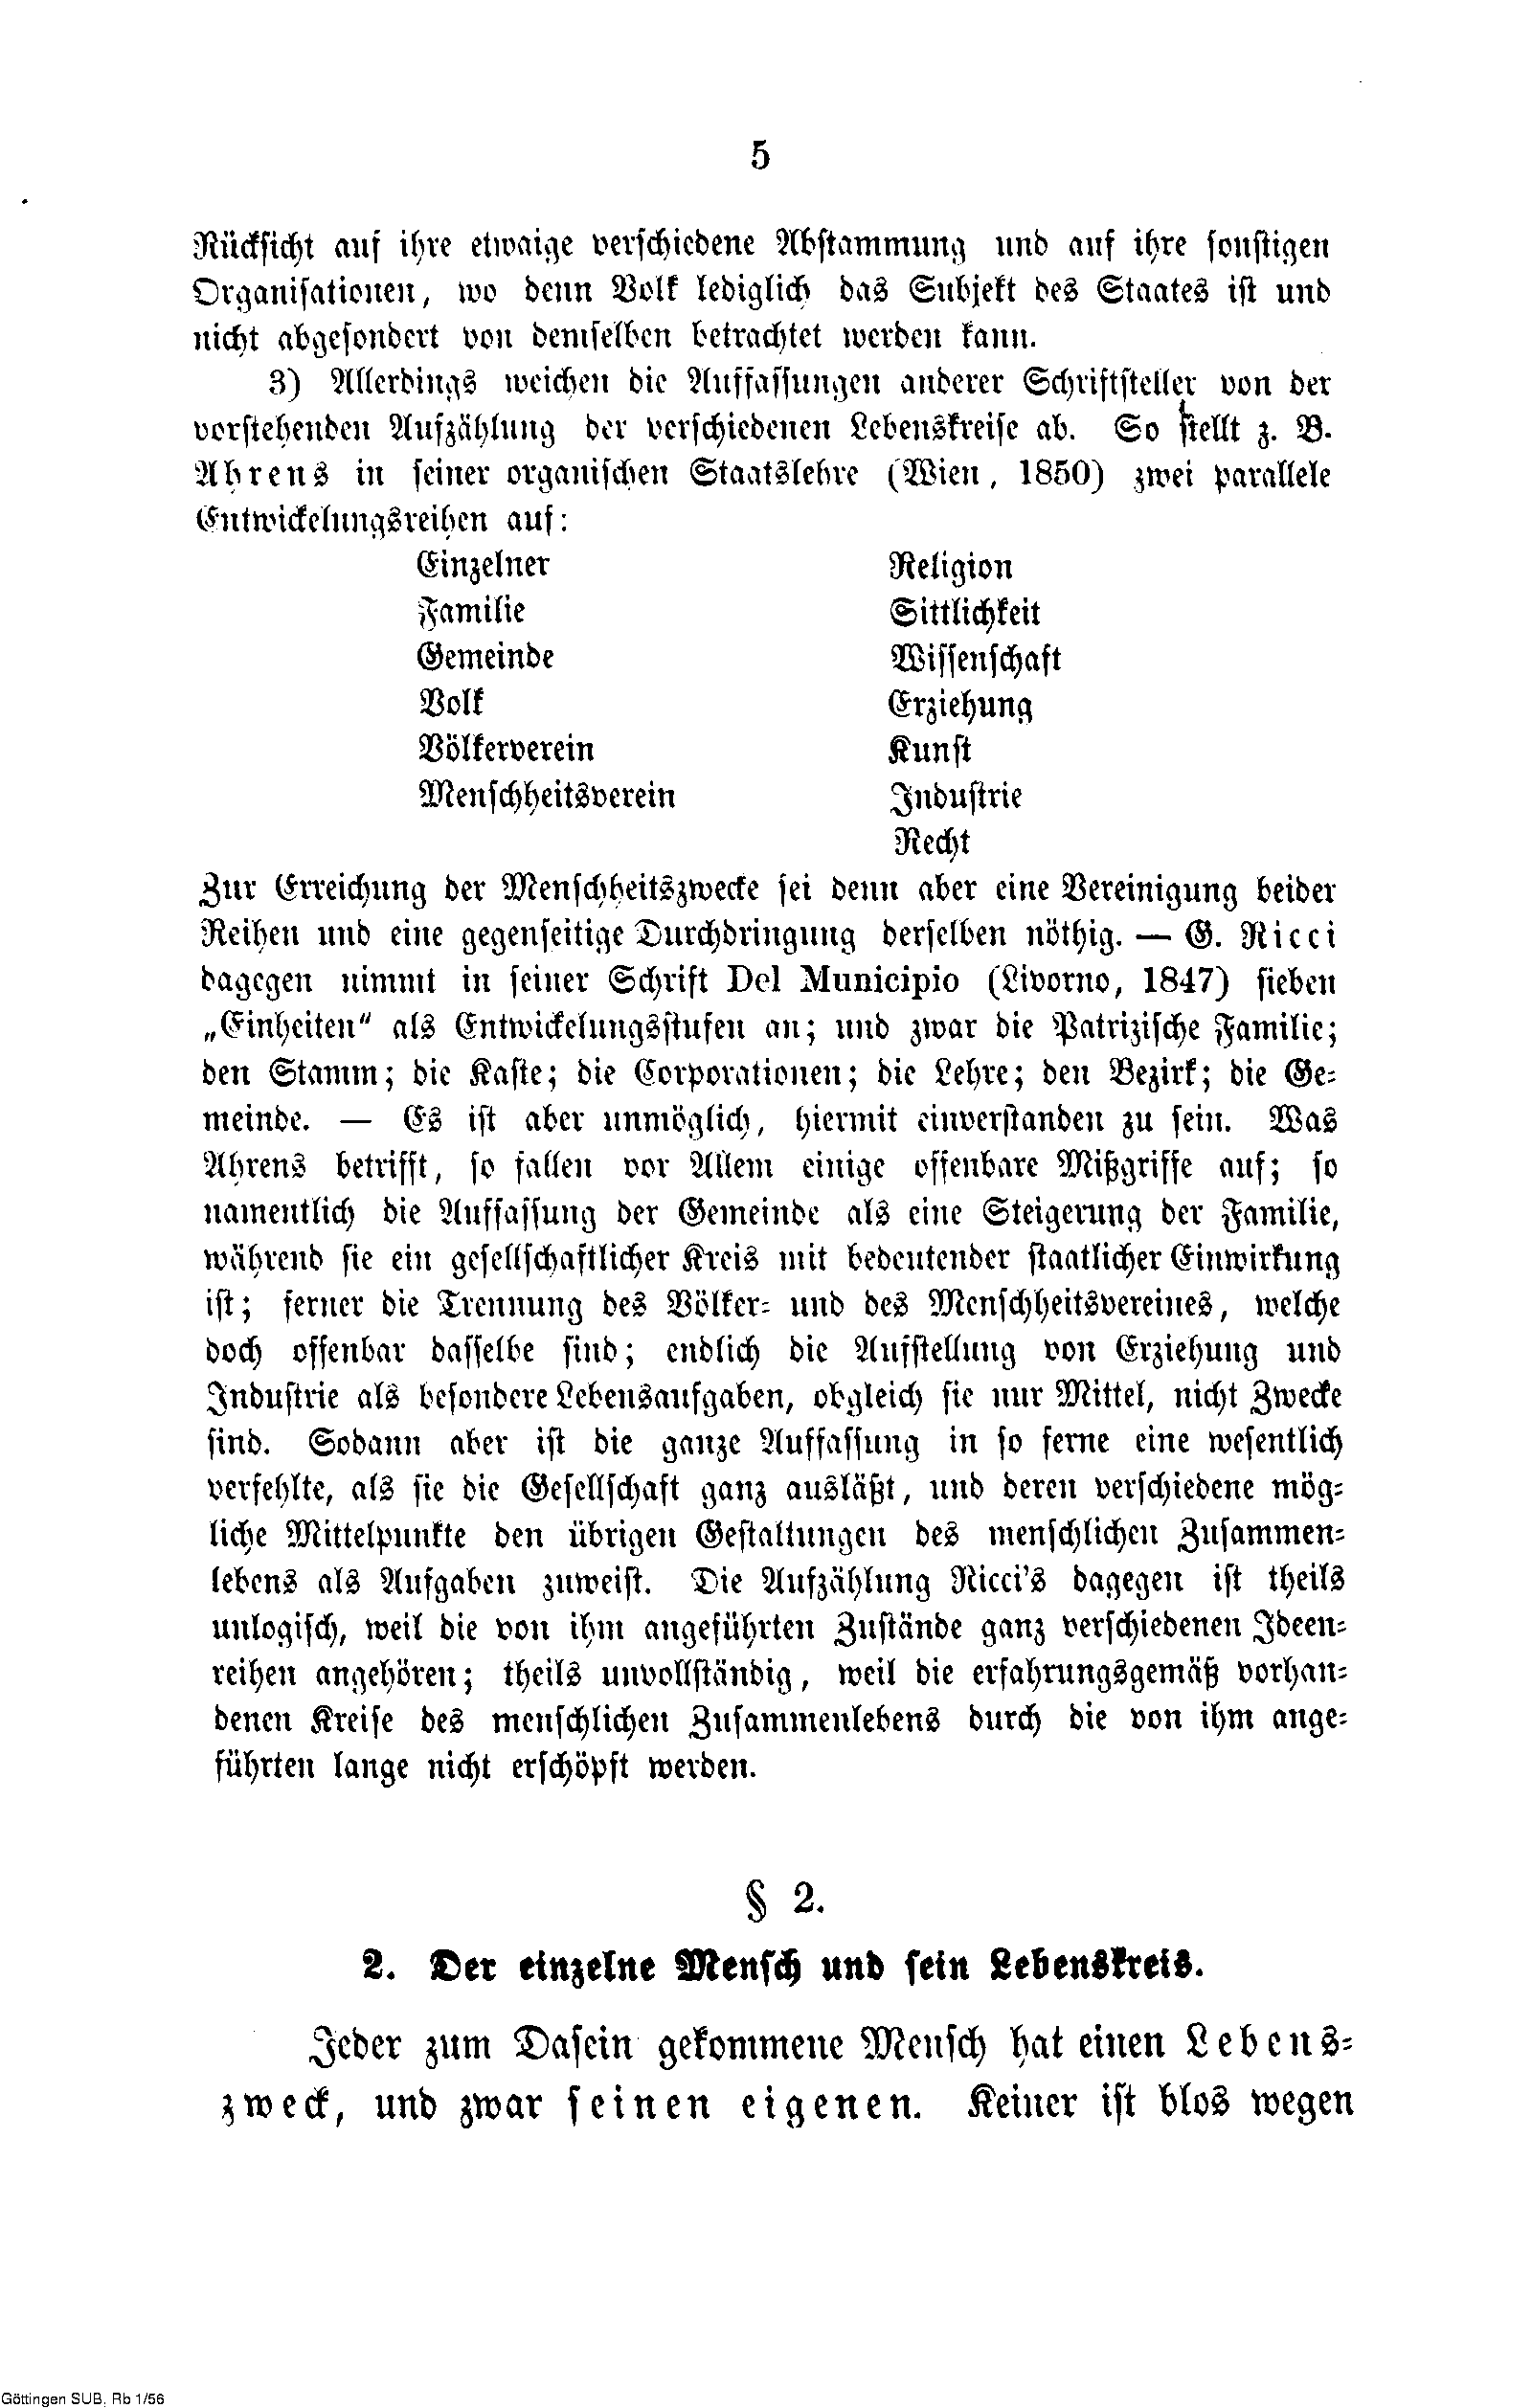 5
Rücksicht auf ihre etwaige verschiedene Abstammung und auf ihre sonstigen
Organisationen, wo denn Volk lediglich das Subjekt des Staates ist und
nicht abgesondert von demselben betrachtet werden kann.
3) Allerdings weichen die Auffassungen anderer Schriftsteller von der
vorstehenden Aufzählung der verschiedenen Lebenskreise ab. So stellt z. B.
Ahrens in seiner organischen Staatslehre (Wien, 1850) zwei parallele
Entwickelungsreihen auf:
Einzelner Religion
Familie Sittlichkeit
Gemeinde Wissenschaft
Volk Erziehung
Völkerverein Kunst
Menschheitsverein Industrie
Recht
Zur Erreichung der Menschheitszwecke sei denn aber eine Vereinigung beider
Reihen und eine gegenseitige Durchdringung derselben nöthig. — G. Ricci
dagegen nimmt in seiner Schrift Del Municipio (Livorno, 1847) sieben
„Einheiten“ als Entwickelungsstufen an; und zwar die Patrizische Familie;
den Stamm; die Kaste; die Corporationen; die Lehre; den Bezirk; die Ge-
meinde. — Es ist aber unmöglich, hiermit einverstanden zu sein. Was
Ahrens betrifft, so fallen vor Allem einige offenbare Mißgriffe auf; so
namentlich die Auffassung der Gemeinde als eine Steigerung der Familie,
während sie ein gesellschaftlicher Kreis mit bedeutender staatlicher Einwirkung
ist; ferner die Trennung des Völker- und des Menschheitsvereines, welche
doch offenbar dasselbe sind; endlich die Aufstellung von Erziehung und
Industrie als besondere Lebensaufgaben, obgleich sie nur Mittel, nicht Zwecke
sind. Sodann aber ist die ganze Auffassung in so ferne eine wesentlich
verfehlte, als sie die Gesellschaft ganz ausläßt, und deren verschiedene mög-
liche Mittelpunkte den übrigen Gestaltungen des menschlichen Zusammen-
lebens als Aufgaben zuweist. Die Aufzählung Ricci's dagegen ist theils
unlogisch, weil die von ihm angeführten Zustände ganz verschiedenen Ideen-
reihen angehören; theils unvollständig, weil die erfahrungsgemäß vorhan-
denen Kreise des menschlichen Zusammenlebens durch die von ihm ange-
führten lange nicht erschöpft werden.
§ 2.
2. Der einzelne Mensch und sein Lebenskreis.
Jeder zum Dasein gekommene Mensch hat einen Lebens-
zweck, und zwar seinen eigenen. Keiner ist blos wegen
Göttingen SUB, Rb 1/56